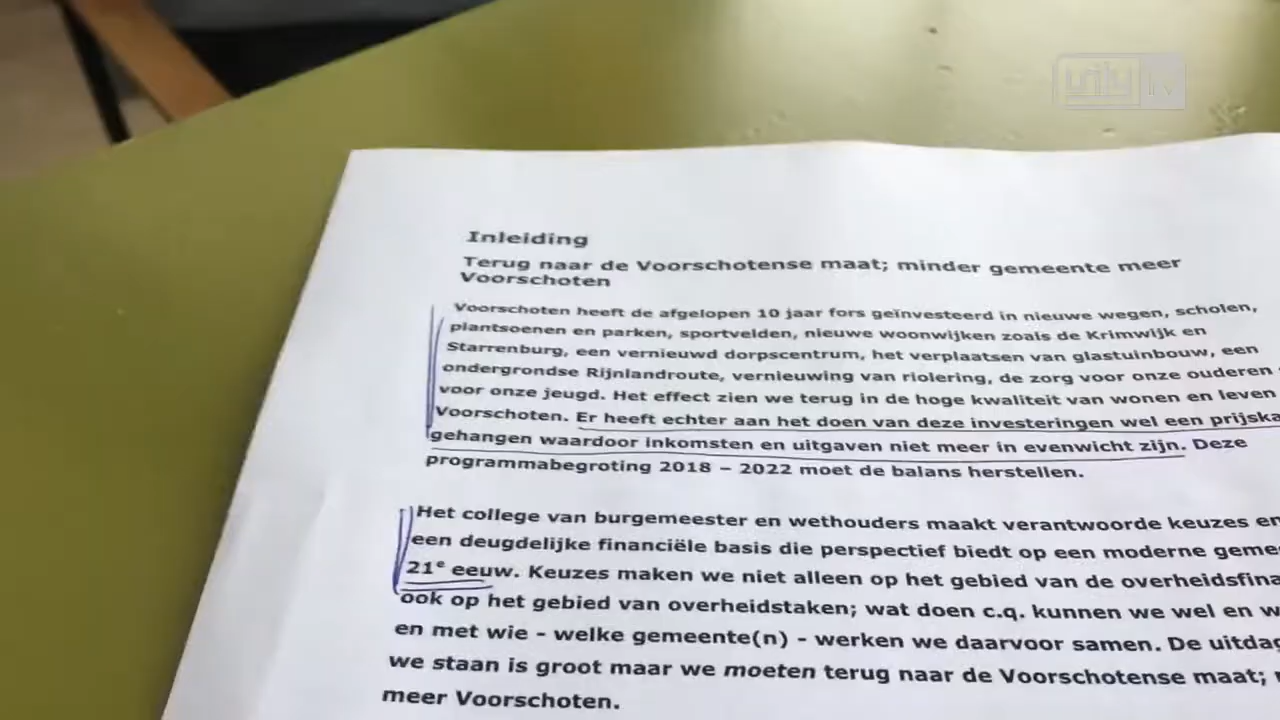 Inleiding
Terug naar de Voorschotense maat; minder gemeente meer
Voorschoten
Voorschoten heeft de afgelopen 10 jaar fors geïnvesteerd in nieuwe wegen, scholen,
plantsoenen en parken, sportvelden, nieuwe woonwijken zoals de Krimwijk en
Starrenburg, een vernieuwd dorpscentrum, het verplaatsen van glastuinbouw, een
ondergrondse Rijnlandroute, vernieuwing van riolering, de zorg voor onze ouderen
voor onze jeugd. Het effect zien we terug in de hoge kwaliteit van wonen en leven
Voorschoten. Er heeft echter aan het doen van deze investeringen wel een prijska
gehangen waardoor inkomsten en uitgaven niet meer in evenwicht zijn. Deze
programmabegroting 2018 – 2022 moet de balans herstellen.
Het college van burgemeester en wethouders maakt verantwoorde keuzes en
een deugdelijke financiële basis die perspectief biedt op een moderne geme
21e eeuw. Keuzes maken we niet alleen op het gebied van de overheidsfina
ook op het gebied van overheidstaken; wat doen c.q. kunnen we wel en w
en met wie - welke gemeente(n) - werken we daarvoor samen. De uitdag
we staan is groot maar we moeten terug naar de Voorschotense maat;
meer Voorschoten.